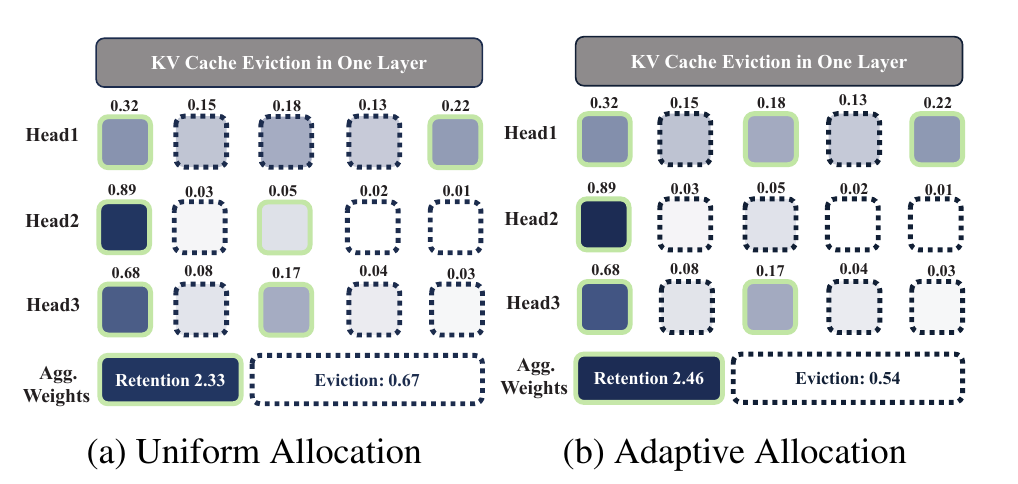 KV Cache Eviction in One Layer
0.32 0.15 0.18 0.13 0.22
Head1
0.89 0.03 0.05 0.02 0.01
Head2
0.68 0.08 0.17 0.04 0.03
Head3
Agg.
Weights
Retention 2.33
Eviction: 0.67
(a) Uniform Allocation
KV Cache Eviction in One Layer
0.32 0.15 0.18 0.13 0.22
Head1
0.89 0.03 0.05 0.02 0.01
Head2
0.68 0.08 0.17 0.04 0.03
Head3
Agg.
Weights
Retention 2.46
Eviction: 0.54
(b) Adaptive Allocation